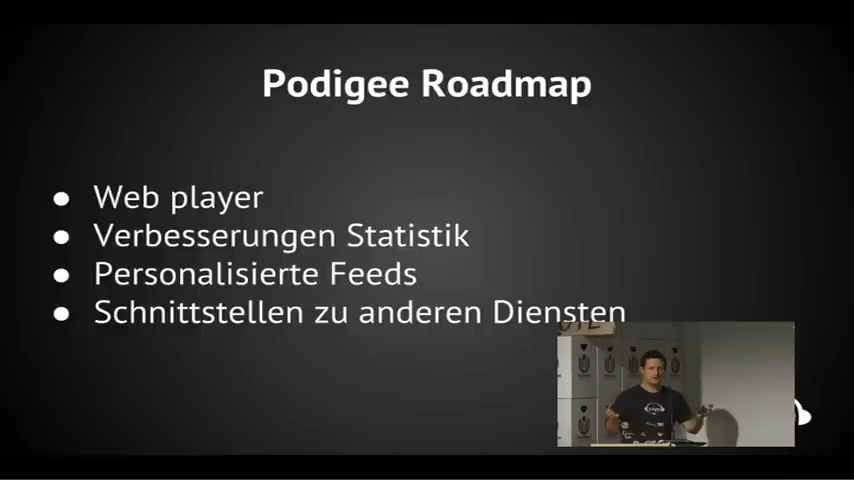 Podigee Roadmap
● Web player
● Verbesserungen Statistik
● Personalisierte Feeds
● Schnittstellen zu anderen Diensten